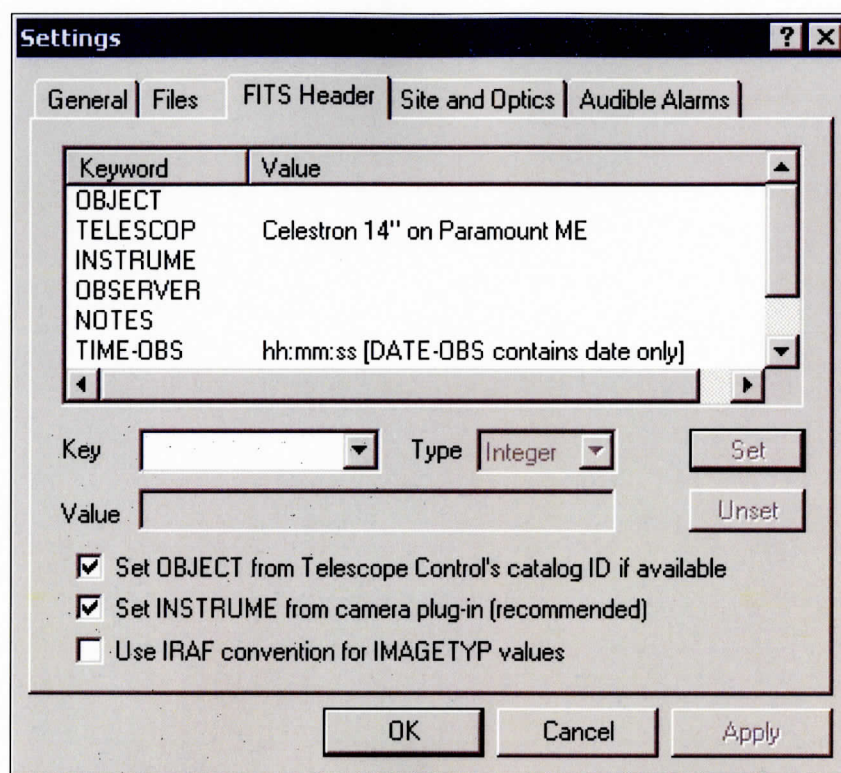 Settings
General Files FITS Header Site and Optics Audible Alarms
Keyword Value
OBJECT
TELESCOP Celestron 14" on Paramount ME
INSTRUME
OBSERVER
NOTES
TIME-OBS hh:mm:ss [DATE-OBS contains date only]
Key Type Integer Set
Value Unset
Set OBJECT from Telescope Control's catalog ID if available
Set INSTRUME from camera plug-in (recommended)
Use IRAF convention for IMAGETYP values
OK Cancel Apply